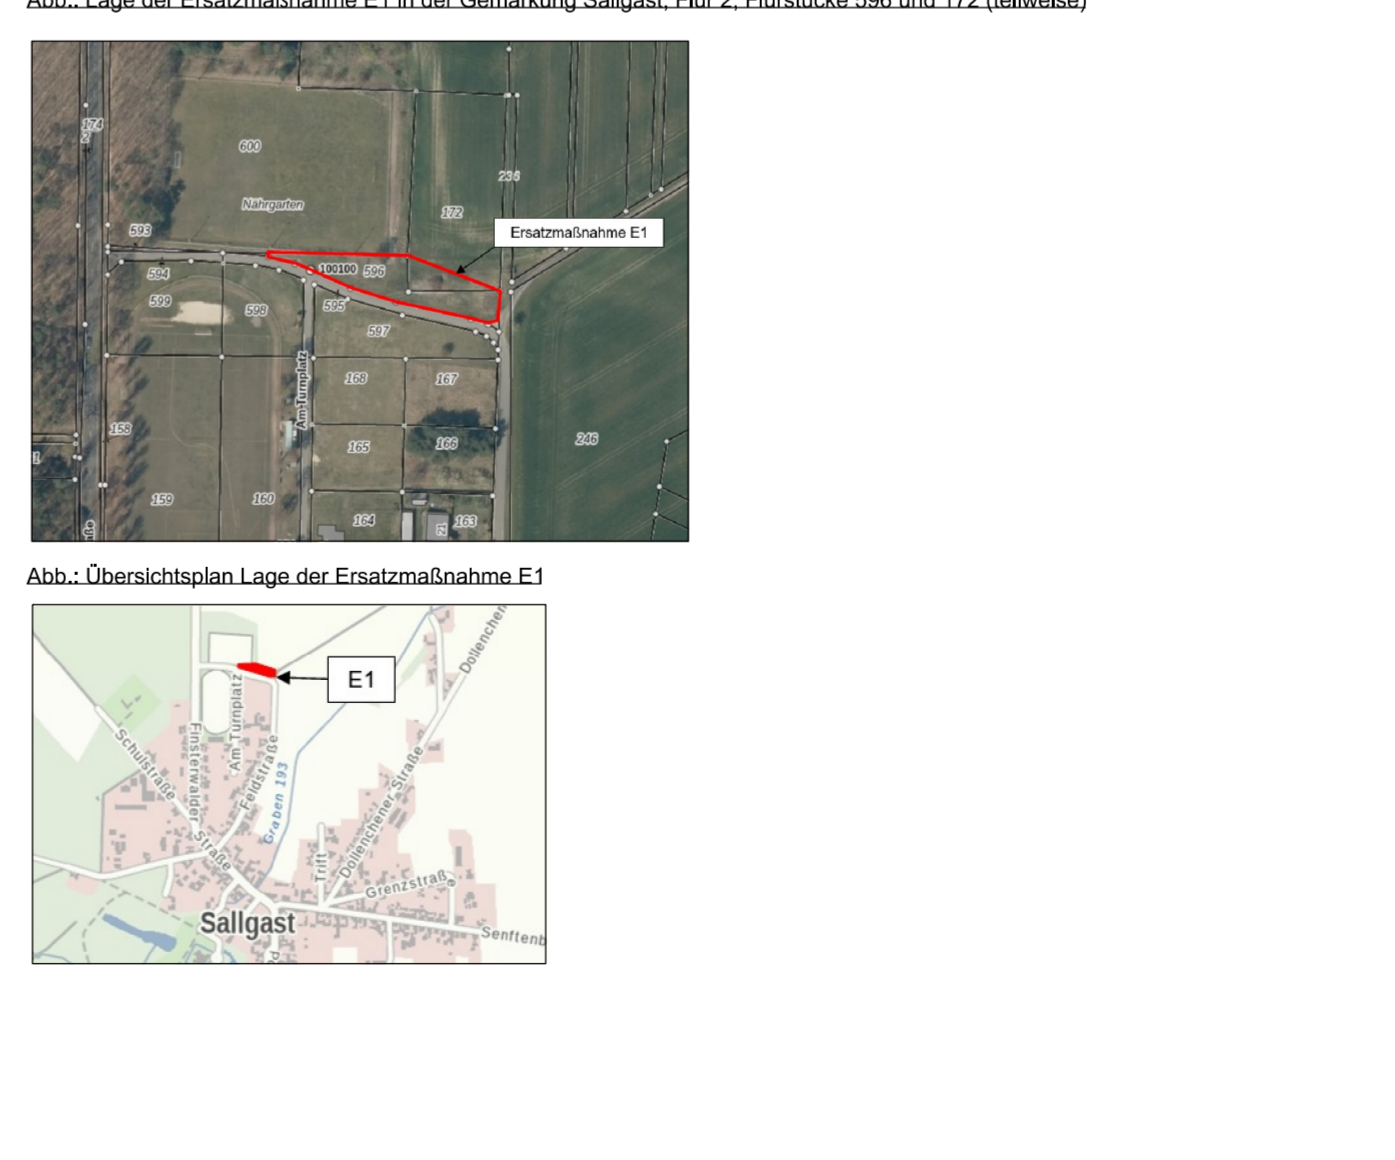 Abb.: Lage der Ersatzmaßnahme E1 in der Gemarkung Sallgast, Flur 2, Flurstücke 596 und 172 (teilweise)
174
600
236
Nährgarten
172
593
Ersatzmaßnahme E1
100100 596
594
599
598
595
597
Am Turnplatz
168
167
158
165
166
246
159
160
164
21
163
Abb.: Übersichtsplan Lage der Ersatzmaßnahme E1
E1
Schulstraße
Finsterwalder Straße
Am Turnplatz
Feldstraße
Graben 193
Dollenchen
Dollenchener Straße
Trift
Grenzstraße
Sallgast
Senftenb